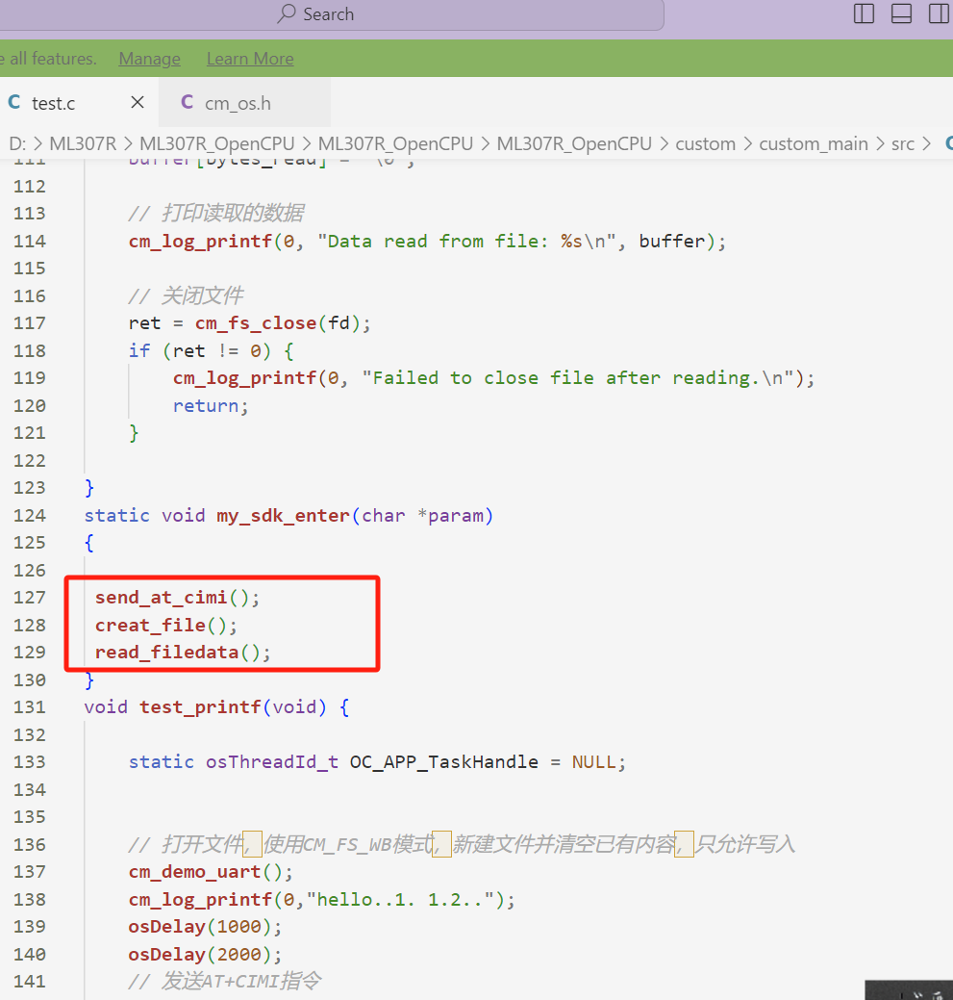 Search
e all features. Manage Learn More
C test.c C cm_os.h
D: > ML307R > ML307R_OpenCPU > ML307R_OpenCPU > ML307R_OpenCPU > custom > custom_main > src > C
111 buffer[bytes_read] = '\0';
112
113 // 打印读取的数据
114 cm_log_printf(0, "Data read from file: %s\n", buffer);
115
116 // 关闭文件
117 ret = cm_fs_close(fd);
118 if (ret != 0) {
119 cm_log_printf(0, "Failed to close file after reading.\n");
120 return;
121 }
122
123 }
124 static void my_sdk_enter(char *param)
125 {
126
127 send_at_cimi();
128 creat_file();
129 read_filedata();
130 }
131 void test_printf(void) {
132
133 static osThreadId_t OC_APP_TaskHandle = NULL;
134
135
136 // 打开文件，使用CM_FS_WB模式，新建文件并清空已有内容，只允许写入
137 cm_demo_uart();
138 cm_log_printf(0,"hello..1. 1.2..");
139 osDelay(1000);
140 osDelay(2000);
141 // 发送AT+CIMI指令